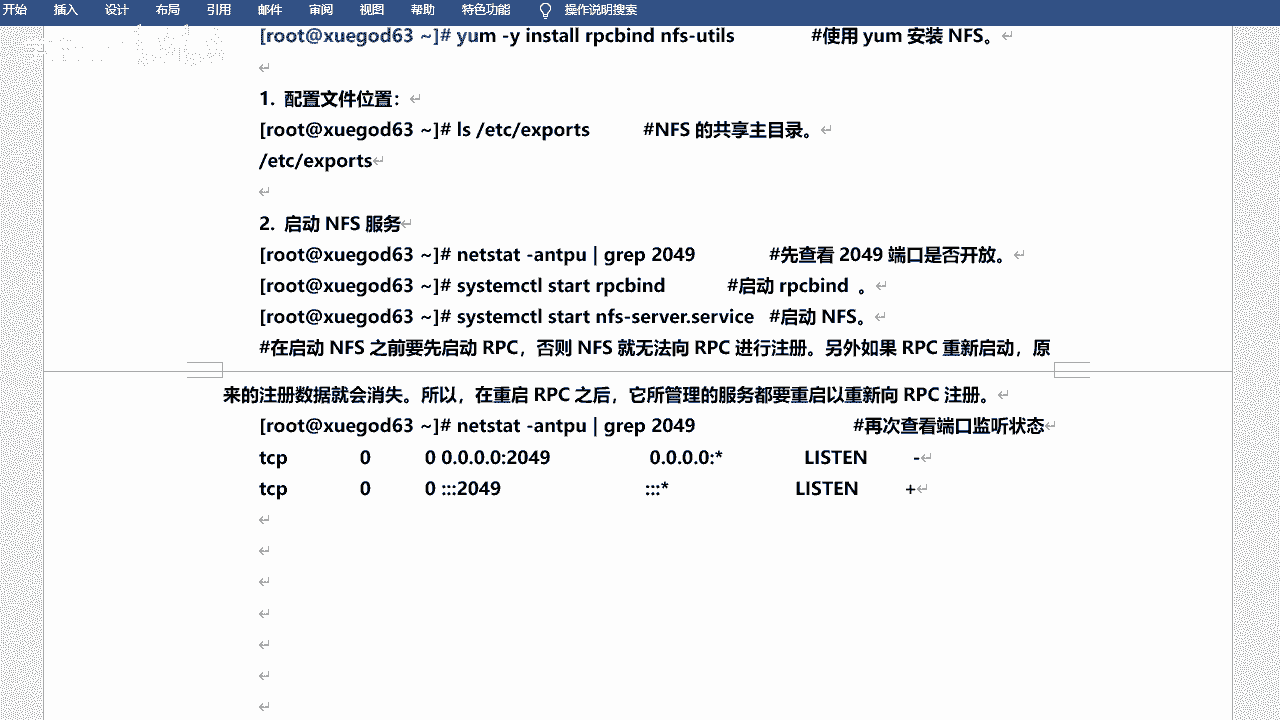 开始 插入 设计 布局 引用 邮件 审阅 视图 帮助 特色功能 操作说明搜索
[root@xuegod63 ~]# yum -y install rpcbind nfs-utils #使用 yum 安装 NFS。
1. 配置文件位置：
[root@xuegod63 ~]# ls /etc/exports #NFS 的共享主目录。
/etc/exports
2. 启动 NFS 服务
[root@xuegod63 ~]# netstat -antpu | grep 2049 #先查看 2049 端口是否开放。
[root@xuegod63 ~]# systemctl start rpcbind #启动 rpcbind 。
[root@xuegod63 ~]# systemctl start nfs-server.service #启动 NFS。
#在启动 NFS 之前要先启动 RPC，否则 NFS 就无法向 RPC 进行注册。另外如果 RPC 重新启动，原
来的注册数据就会消失。所以，在重启 RPC 之后，它所管理的服务都要重启以重新向 RPC 注册。
[root@xuegod63 ~]# netstat -antpu | grep 2049 #再次查看端口监听状态
tcp 0 0 0.0.0.0:2049 0.0.0.0:* LISTEN -
tcp 0 0 :::2049 :::* LISTEN +